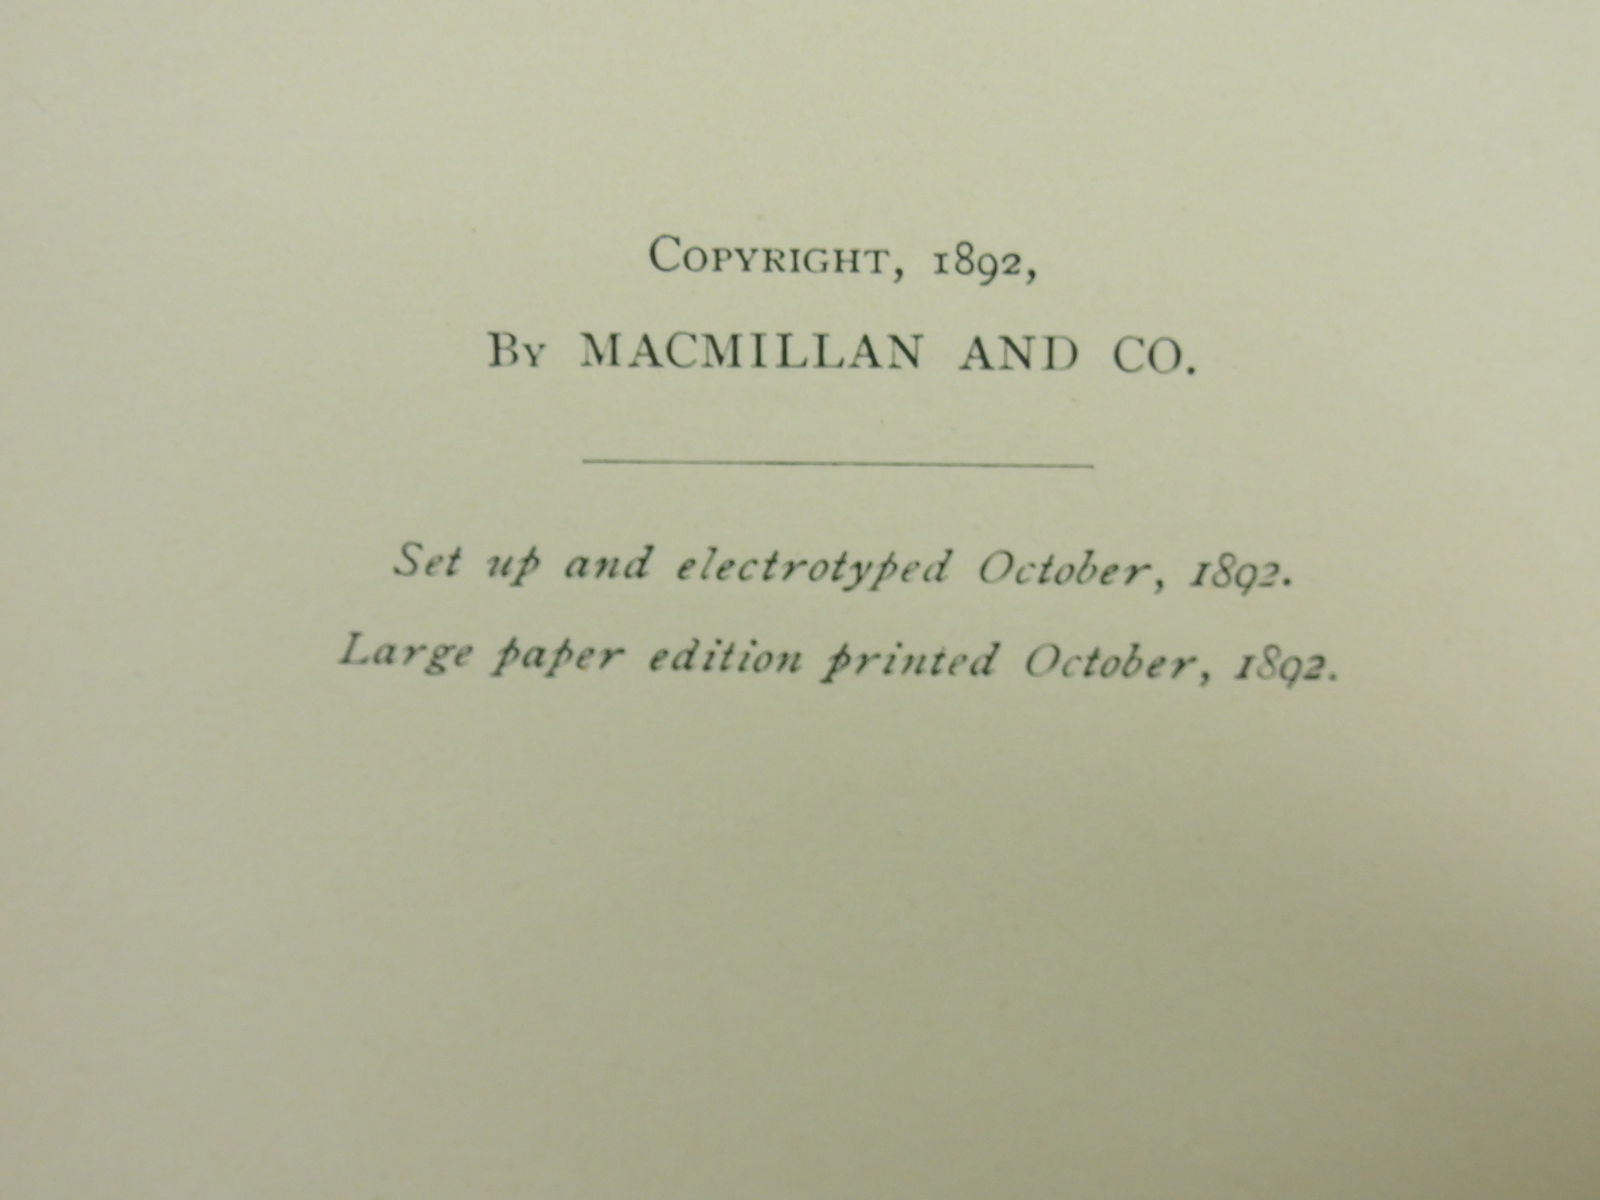 Copyright, 1892,
By MACMILLAN AND CO.
Set up and electrotyped October, 1892.
Large paper edition printed October, 1892.